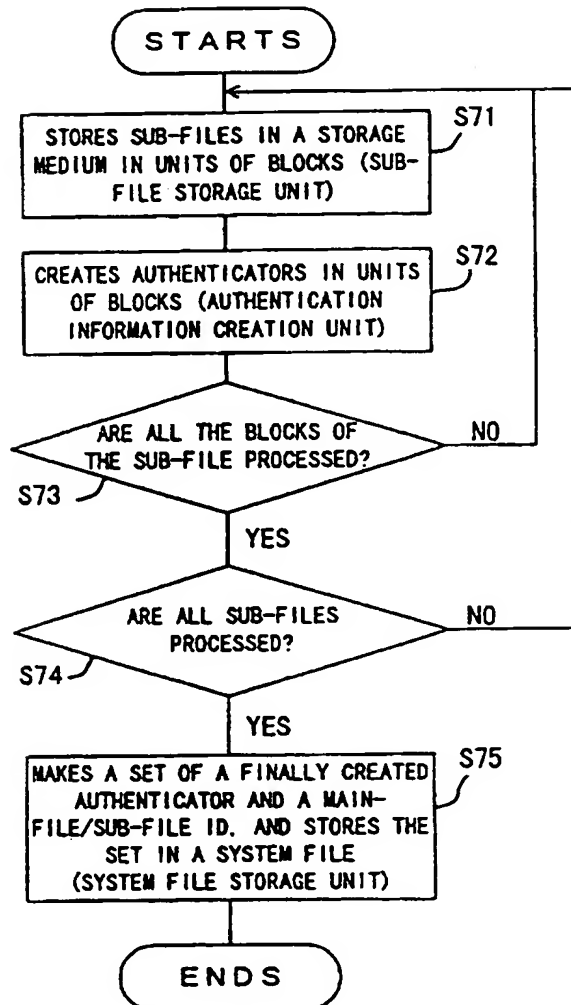 STARTS
S71
STORES SUB-FILES IN A STORAGE
MEDIUM IN UNITS OF BLOCKS (SUB-
FILE STORAGE UNIT)
S72
CREATES AUTHENTICATORS IN UNITS
OF BLOCKS (AUTHENTICATION
INFORMATION CREATION UNIT)
ARE ALL THE BLOCKS OF
THE SUB-FILE PROCESSED?
NO
S73
YES
ARE ALL SUB-FILES
PROCESSED?
NO
S74
YES
S75
MAKES A SET OF A FINALLY CREATED
AUTHENTICATOR AND A MAIN-
FILE/SUB-FILE ID. AND STORES THE
SET IN A SYSTEM FILE
(SYSTEM FILE STORAGE UNIT)
ENDS